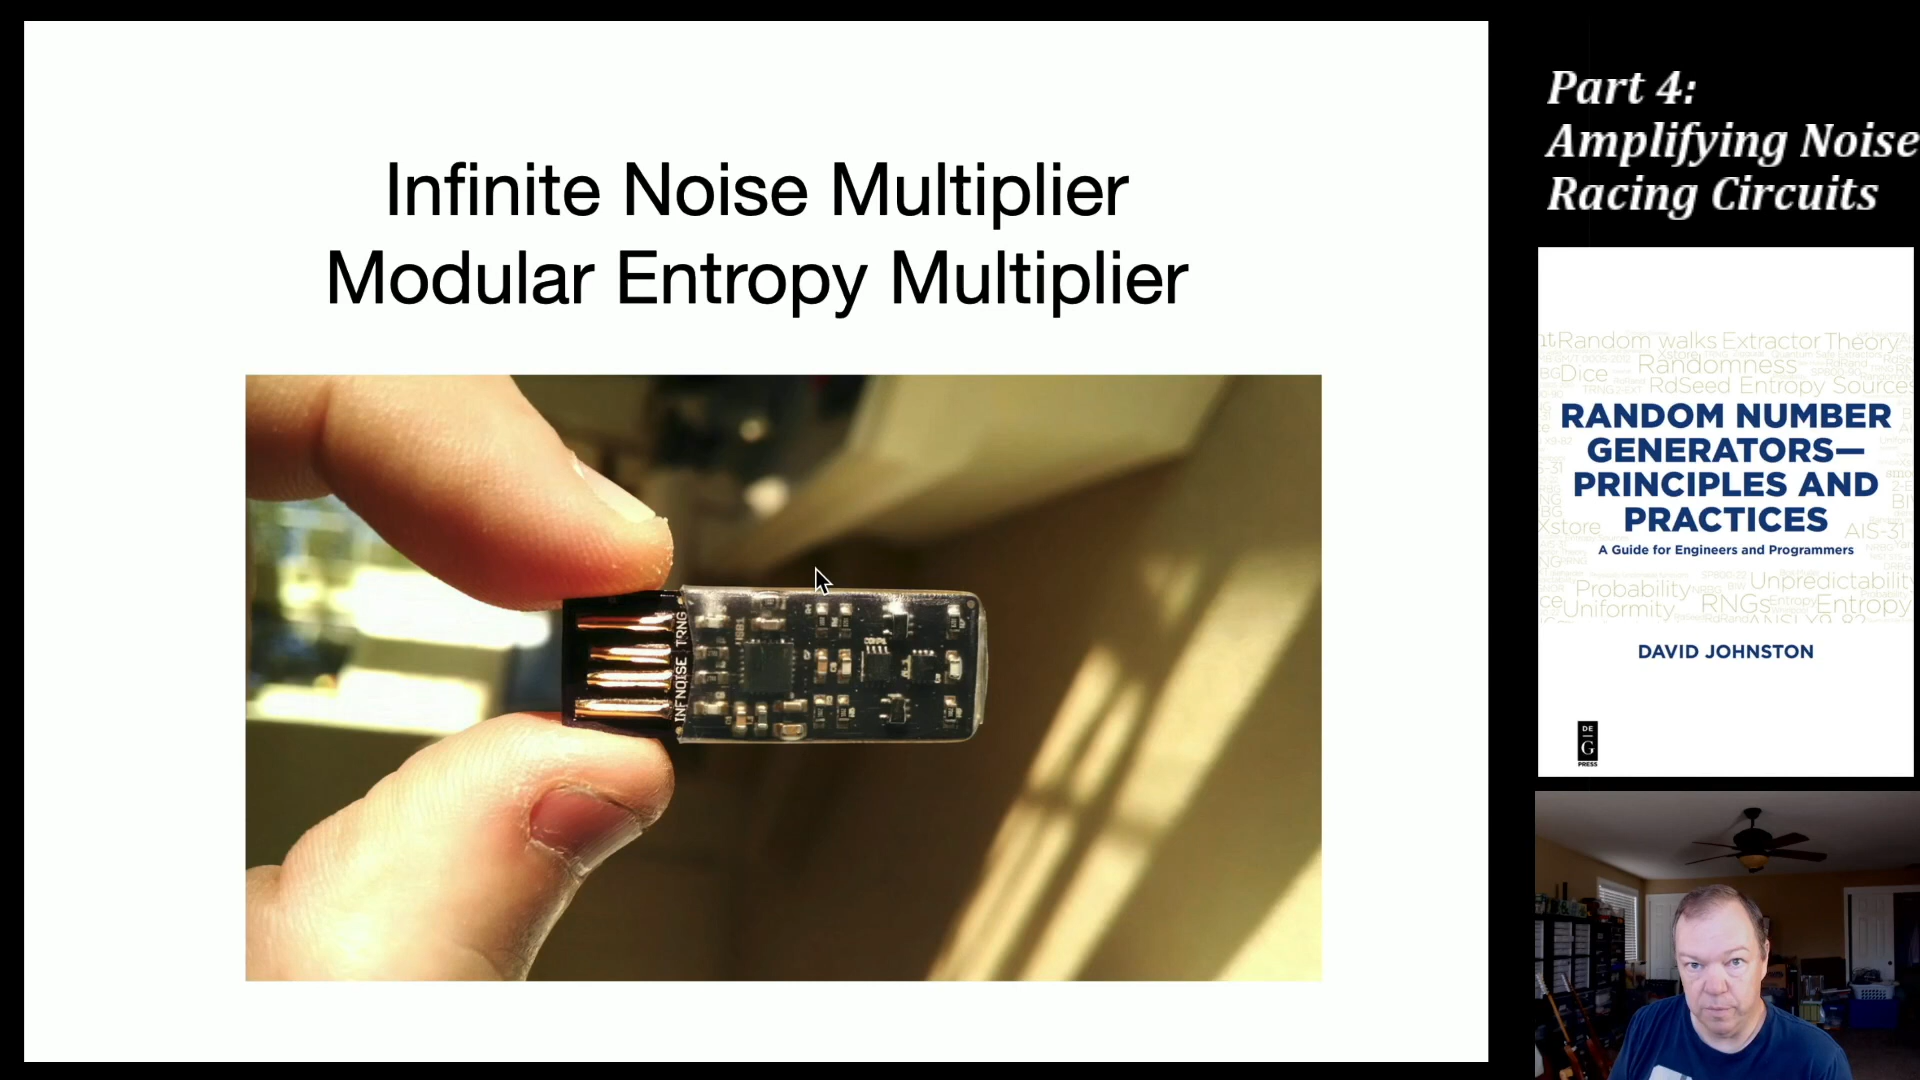 Infinite Noise Multiplier
Modular Entropy Multiplier
INFNOISE TRNG
USB1
Part 4:
Amplifying Noise
Racing Circuits
Random walks Extractor Theory
Xstore
Dice
Randomness
RdSeed Entropy Sources
RANDOM NUMBER
GENERATORS—
PRINCIPLES AND
PRACTICES
Xstore
AIS-31
A Guide for Engineers and Programmers
Probability
Unpredictability
Uniformity
RNGs
Entropy
DAVID JOHNSTON
DE
G
PRESS